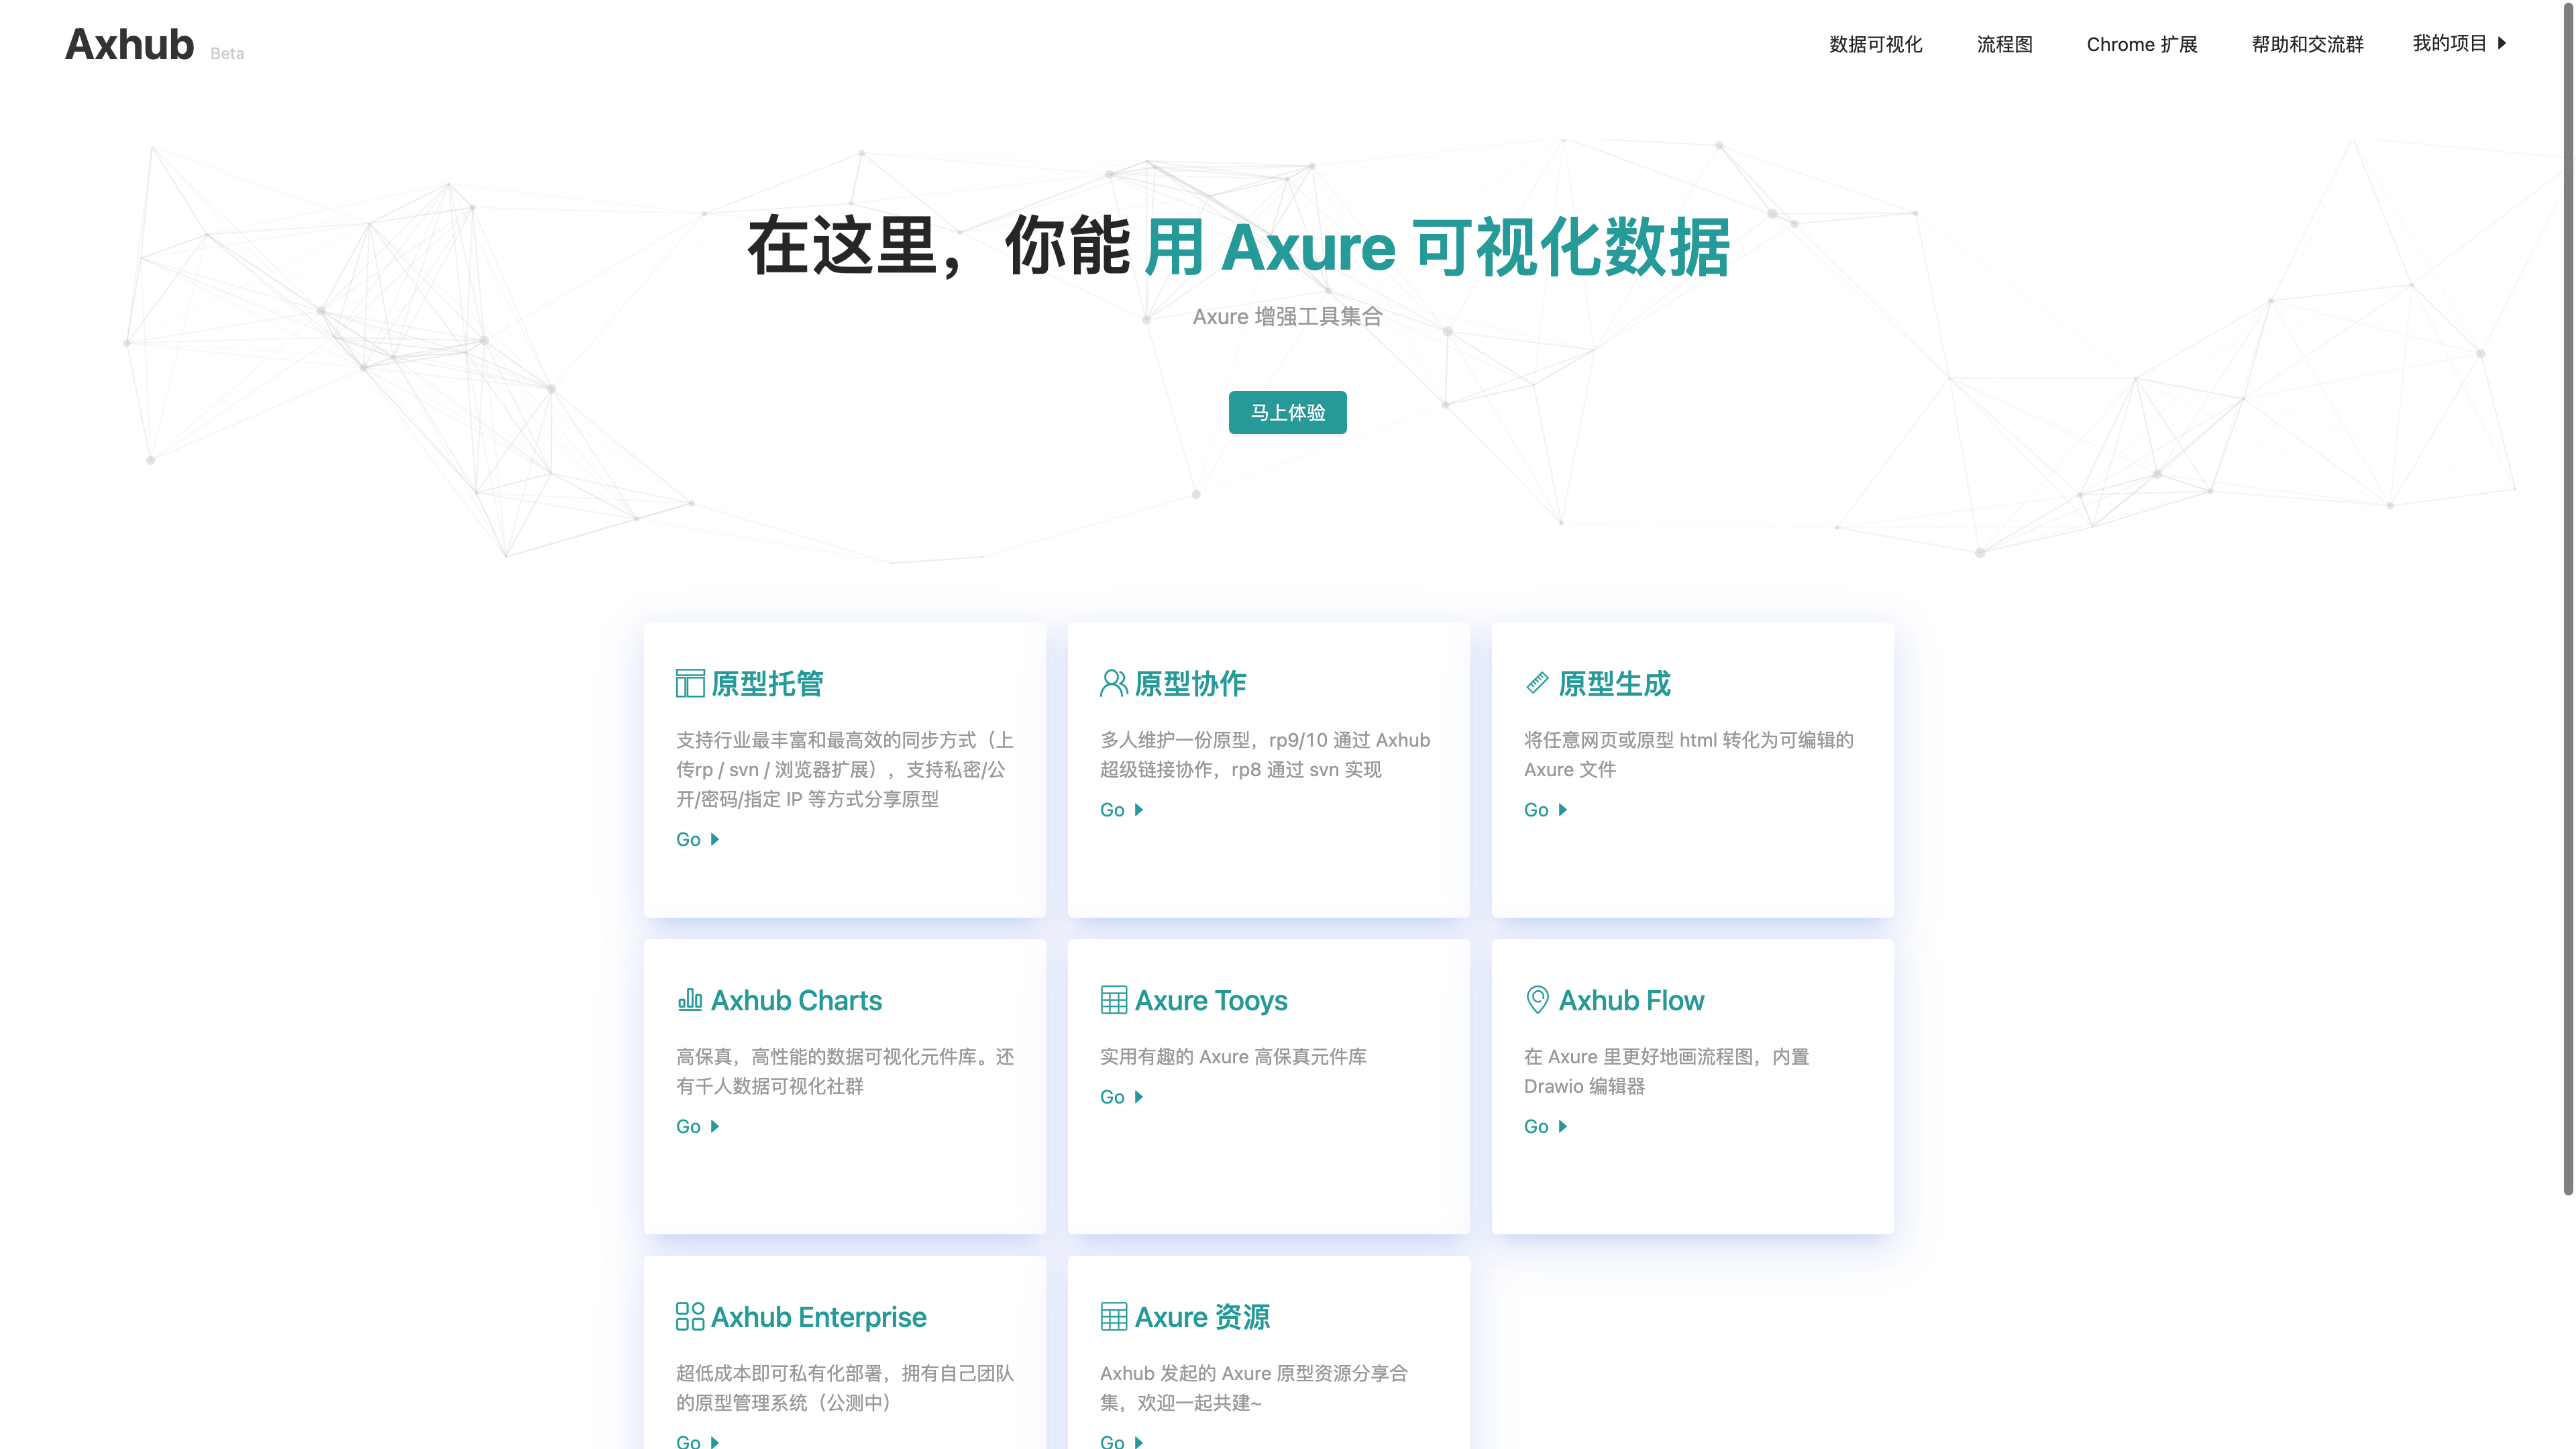 Axhub Beta
数据可视化 流程图 Chrome 扩展 帮助和交流群 我的项目
在这里，你能 用 Axure 可视化数据
Axure 增强工具集合
马上体验
原型托管
支持行业最丰富和最高效的同步方式（上
传rp / svn / 浏览器扩展），支持私密/公
开/密码/指定 IP 等方式分享原型
Go
原型协作
多人维护一份原型，rp9/10 通过 Axhub
超级链接协作，rp8 通过 svn 实现
Go
原型生成
将任意网页或原型 html 转化为可编辑的
Axure 文件
Go
Axhub Charts
高保真，高性能的数据可视化元件库。还
有千人数据可视化社群
Go
Axure Tooys
实用有趣的 Axure 高保真元件库
Go
Axhub Flow
在 Axure 里更好地画流程图，内置
Drawio 编辑器
Go
Axhub Enterprise
超低成本即可私有化部署，拥有自己团队
的原型管理系统（公测中）
Go
Axure 资源
Axhub 发起的 Axure 原型资源分享合
集，欢迎一起共建~
Go